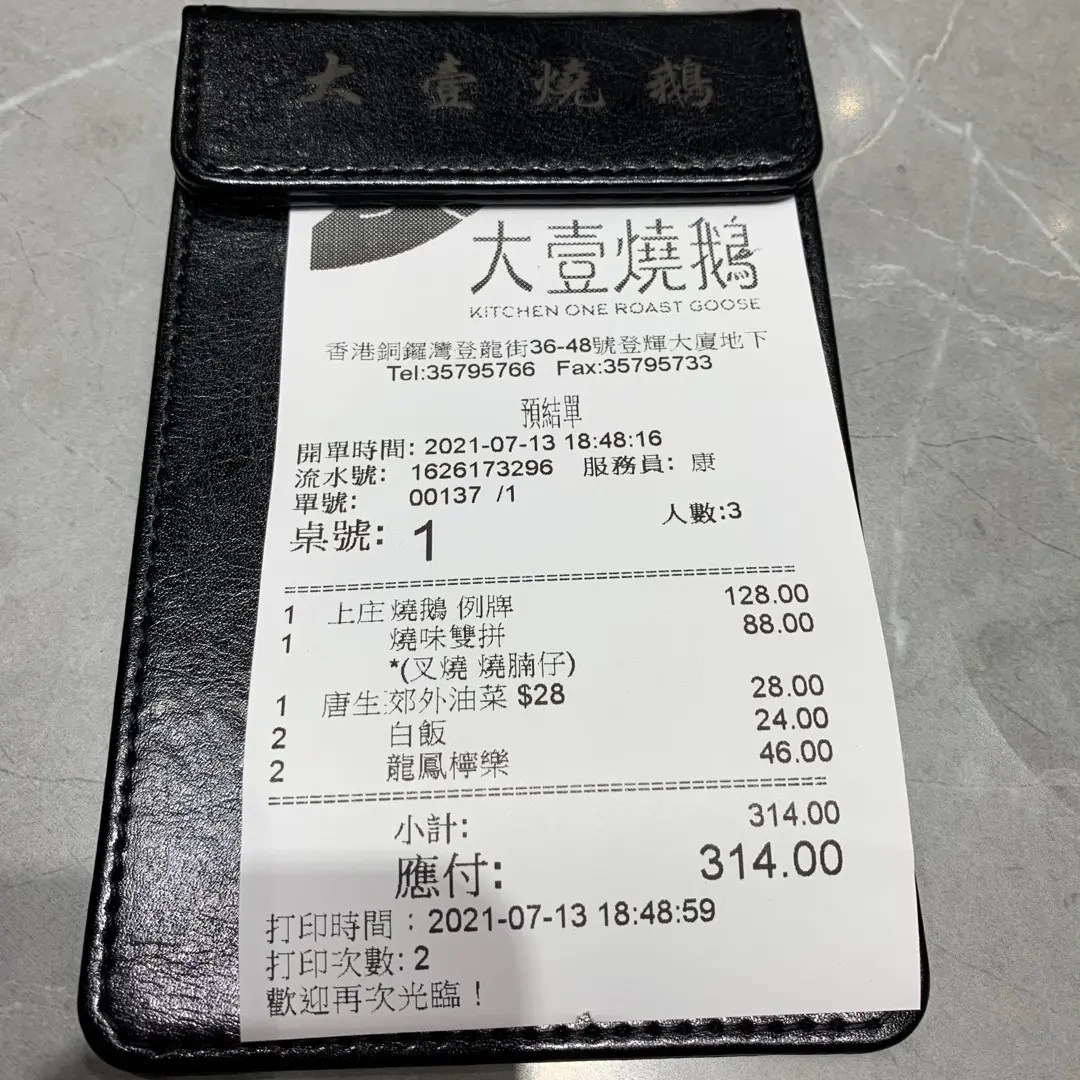 大壹燒鵝
大壹燒鵝
KITCHEN ONE ROAST GOOSE
香港銅鑼灣登龍街36-48號登輝大廈地下
Tel:35795766 Fax:35795733
預結單
開單時間: 2021-07-13 18:48:16
流水號: 1626173296 服務員: 康
單號: 00137 /1
桌號: 1 人數:3
1 上庄 燒鵝 例牌 128.00
1 燒味雙拼 88.00
*(叉燒 燒腩仔)
1 唐生郊外油菜 $28 28.00
2 白飯 24.00
2 龍鳳檸樂 46.00
小計: 314.00
應付: 314.00
打印時間：2021-07-13 18:48:59
打印次數: 2
歡迎再次光臨！